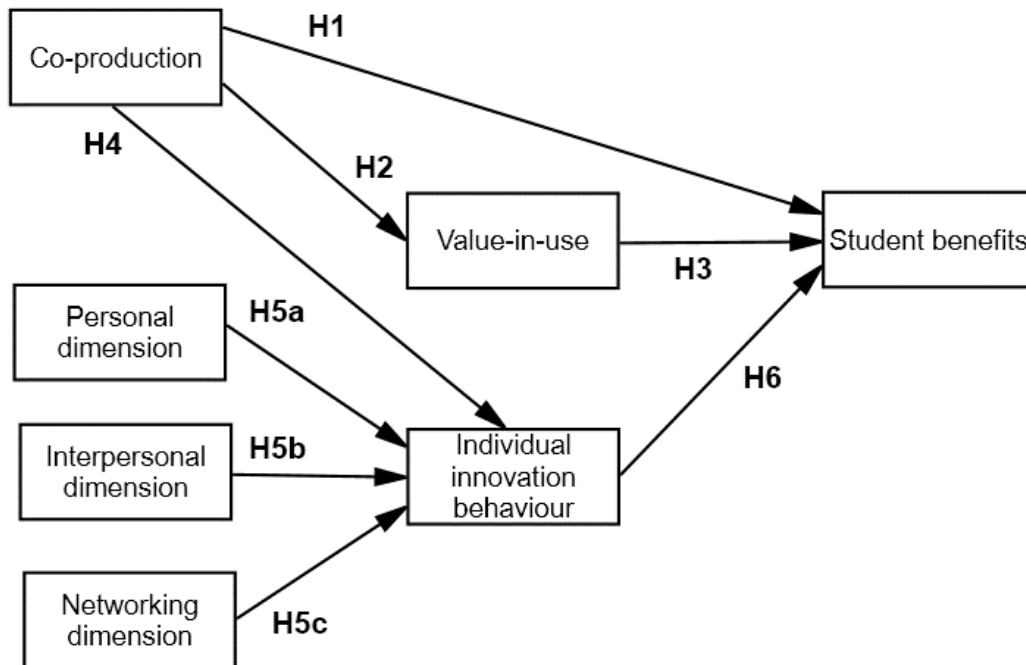 Co-production
H1
H4
H2
Value-in-use
H3
Student benefits
Personal
dimension
H5a
H6
Interpersonal
dimension
H5b
Individual
innovation
behaviour
Networking
dimension
H5c